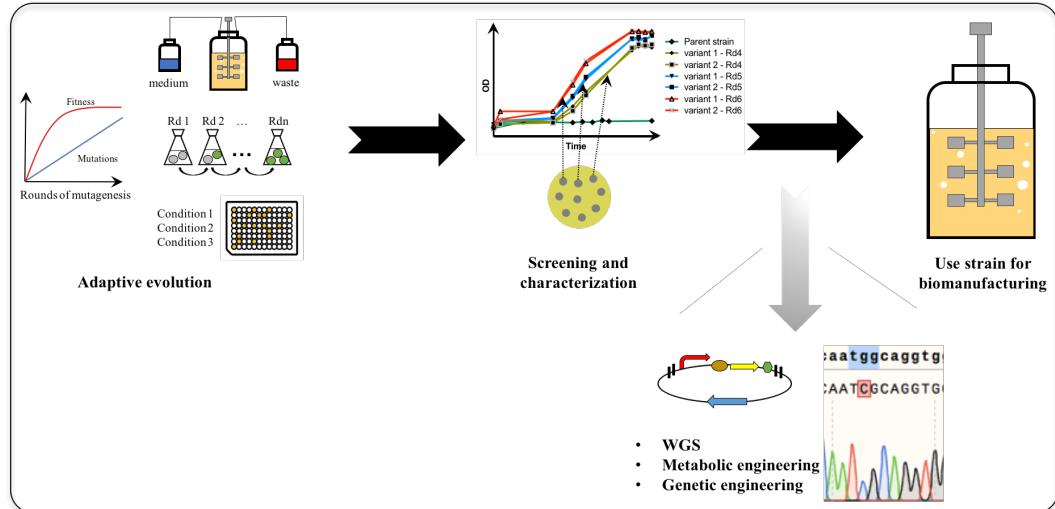 medium
waste
Fitness
Mutations
Rounds of mutagenesis
Rd 1
Rd 2
...
Rdn
...
Condition 1
Condition 2
Condition 3
Adaptive evolution
OD
Time
Parent strain
variant 1 - Rd4
variant 2 - Rd4
variant 1 - Rd5
variant 2 - Rd5
variant 1 - Rd6
variant 2 - Rd6
Screening and
characterization
Use strain for
biomanufacturing
• WGS
• Metabolic engineering
• Genetic engineering
caatggcaggtgg
CAATCGCAGGTG